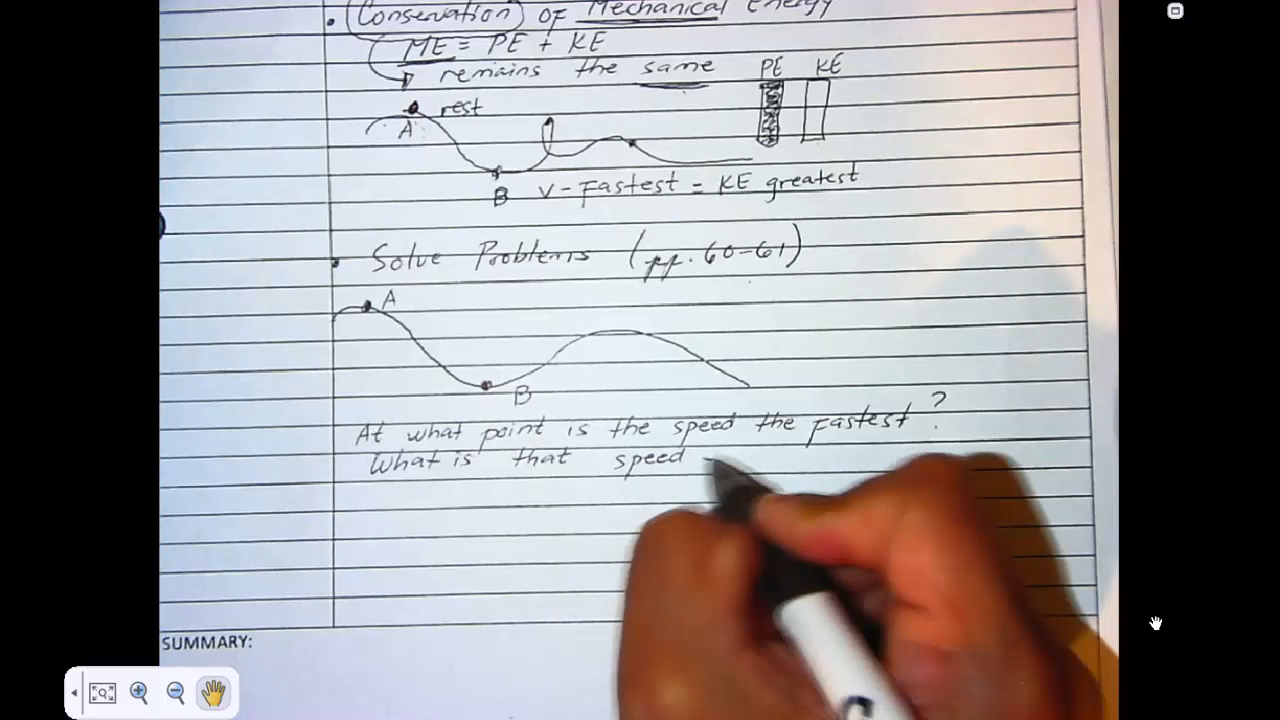 • Conservation of Mechanical Energy
ME = PE + KE
remains the same
PE KE
rest
A
B V - Fastest = KE greatest
• Solve Problems (pp. 60-61)
A
B
At what point is the speed the fastest?
What is that speed
SUMMARY: